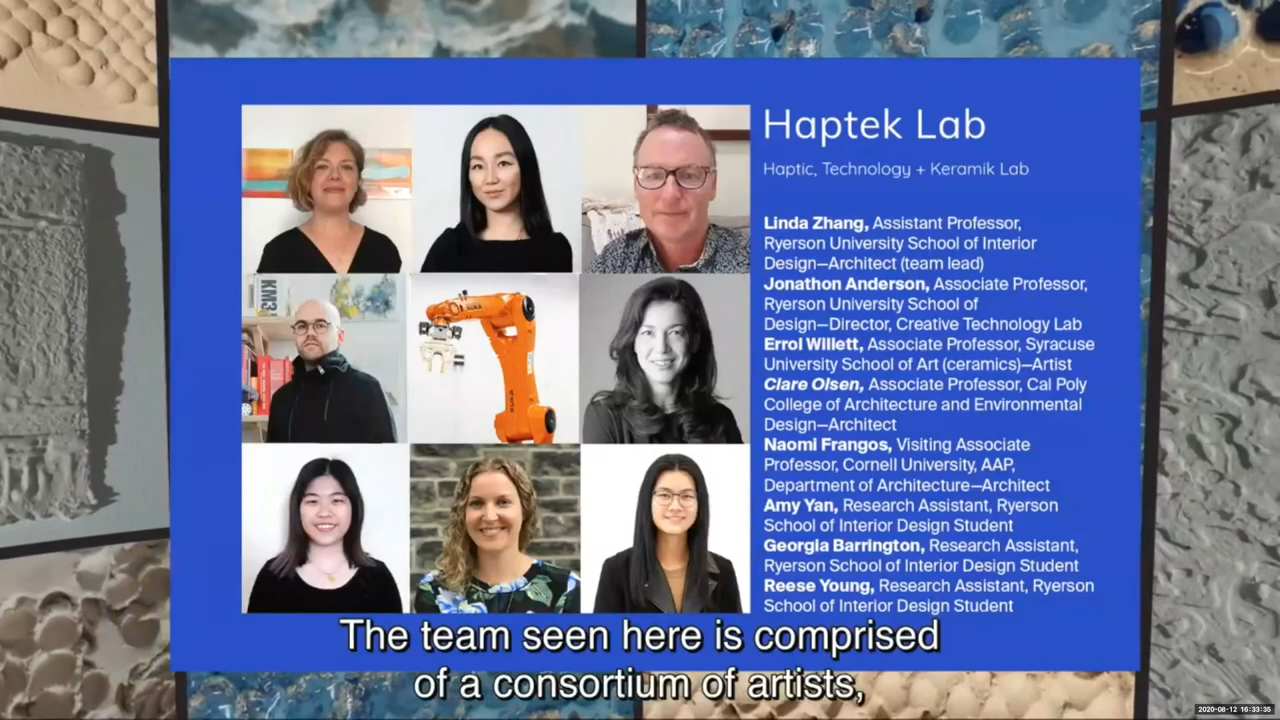 Haptek Lab
Haptic, Technology + Keramik Lab
Linda Zhang, Assistant Professor,
Ryerson University School of Interior
Design—Architect (team lead)
Jonathon Anderson, Associate Professor,
Ryerson University School of
Design—Director, Creative Technology Lab
Errol Willett, Associate Professor, Syracuse
University School of Art (ceramics)—Artist
Clare Olsen, Associate Professor, Cal Poly
College of Architecture and Environmental
Design—Architect
Naomi Frangos, Visiting Associate
Professor, Cornell University, AAP,
Department of Architecture—Architect
Amy Yan, Research Assistant, Ryerson
School of Interior Design Student
Georgia Barrington, Research Assistant,
Ryerson School of Interior Design Student
Reese Young, Research Assistant, Ryerson
School of Interior Design Student
The team seen here is comprised
of a consortium of artists,
2020-08-12 16:33:35